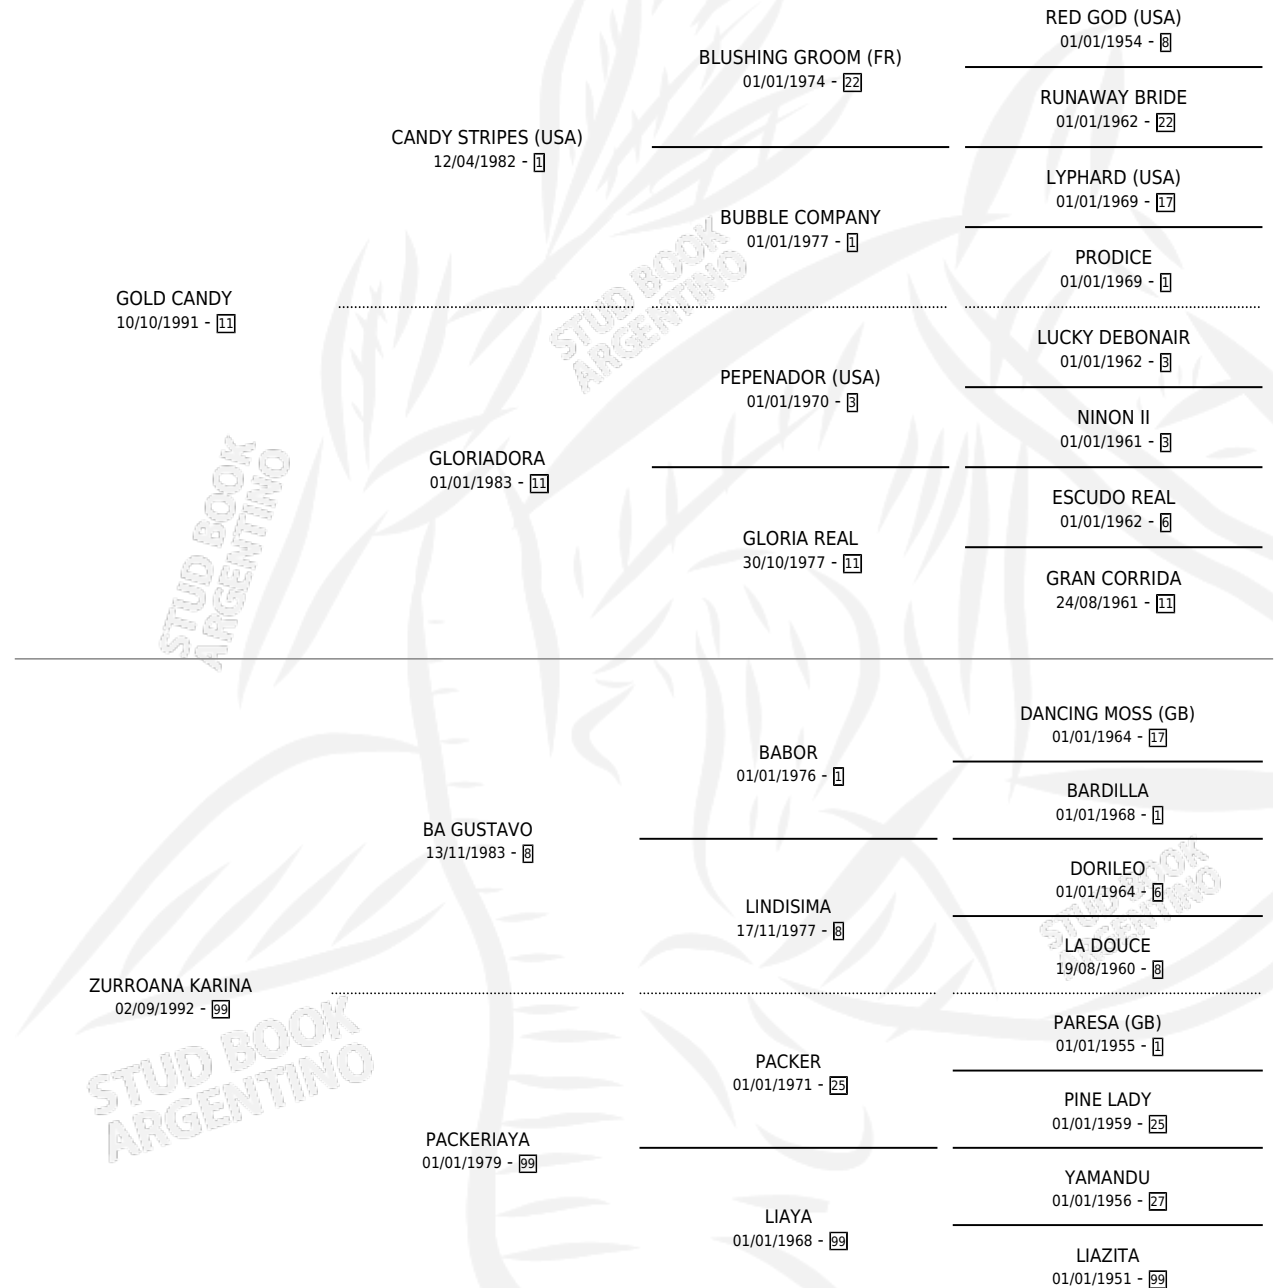 RED GOD (USA)
01/01/1954 - 8
BLUSHING GROOM (FR)
01/01/1974 - 22
RUNAWAY BRIDE
01/01/1962 - 22
CANDY STRIPES (USA)
12/04/1982 - 1
LYPHARD (USA)
01/01/1969 - 17
BUBBLE COMPANY
01/01/1977 - 1
PRODICE
01/01/1969 - 1
GOLD CANDY
10/10/1991 - 11
STUD BOOK
ARGENTINO
LUCKY DEBONAIR
01/01/1962 - 3
PEPENADOR (USA)
01/01/1970 - 3
NINON II
01/01/1961 - 3
GLORIADORA
01/01/1983 - 11
ESCUDO REAL
01/01/1962 - 6
GLORIA REAL
30/10/1977 - 11
GRAN CORRIDA
24/08/1961 - 11
STUD BOOK
ARGENTINO
DANCING MOSS (GB)
01/01/1964 - 17
BABOR
01/01/1976 - 1
BARDILLA
01/01/1968 - 1
BA GUSTAVO
13/11/1983 - 8
DORILEO
01/01/1964 - 6
LINDISIMA
17/11/1977 - 8
LA DOUCE
19/08/1960 - 8
STUD BOOK
ARGENTINO
ZURROANA KARINA
02/09/1992 - 99
STUD BOOK
ARGENTINO
PARESA (GB)
01/01/1955 - 1
PACKER
01/01/1971 - 25
PINE LADY
01/01/1959 - 25
PACKERIAYA
01/01/1979 - 99
YAMANDU
01/01/1956 - 27
LIAYA
01/01/1968 - 99
LIAZITA
01/01/1951 - 99